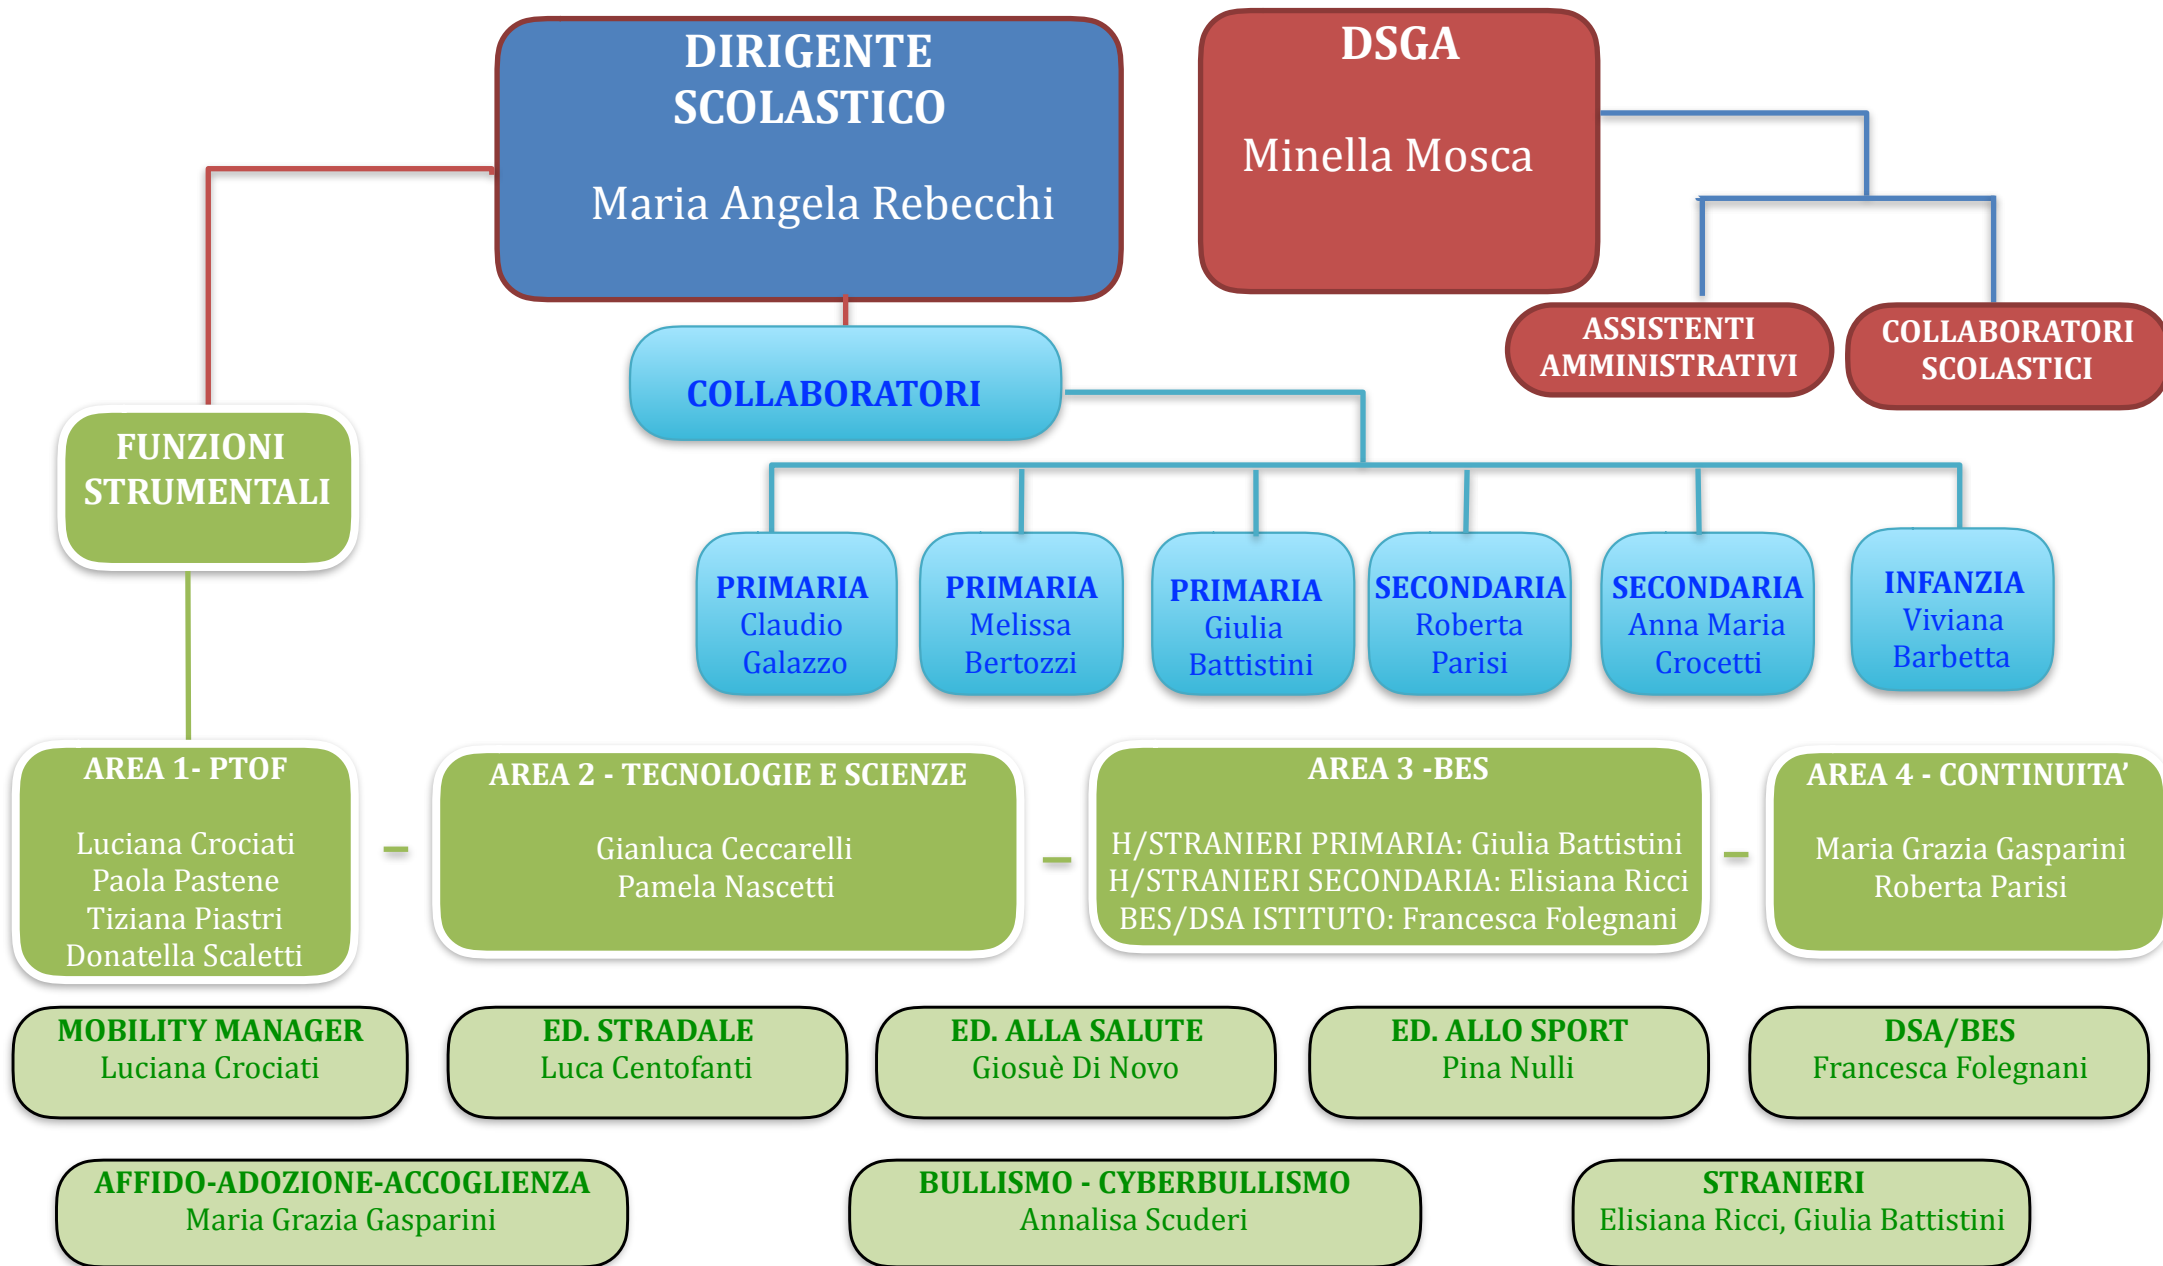 DIRIGENTE
SCOLASTICO
Maria Angela Rebecchi
DSGA
Minella Mosca
ASSISTENTI
AMMINISTRATIVI
COLLABORATORI
SCOLASTICI
COLLABORATORI
FUNZIONI
STRUMENTALI
PRIMARIA
Claudio
Galazzo
PRIMARIA
Melissa
Bertozzi
PRIMARIA
Giulia
Battistini
SECONDARIA
Roberta
Parisi
SECONDARIA
Anna Maria
Crocetti
INFANZIA
Viviana
Barbetta
AREA 1- PTOF
Luciana Crociati
Paola Pastene
Tiziana Piastri
Donatella Scaletti
AREA 2 - TECNOLOGIE E SCIENZE
Gianluca Ceccarelli
Pamela Nascetti
AREA 3 -BES
H/STRANIERI PRIMARIA: Giulia Battistini
H/STRANIERI SECONDARIA: Elisiana Ricci
BES/DSA ISTITUTO: Francesca Folegnani
AREA 4 - CONTINUITA’
Maria Grazia Gasparini
Roberta Parisi
MOBILITY MANAGER
Luciana Crociati
ED. STRADALE
Luca Centofanti
ED. ALLA SALUTE
Giosuè Di Novo
ED. ALLO SPORT
Pina Nulli
DSA/BES
Francesca Folegnani
AFFIDO-ADOZIONE-ACCOGLIENZA
Maria Grazia Gasparini
BULLISMO - CYBERBULLISMO
Annalisa Scuderi
STRANIERI
Elisiana Ricci, Giulia Battistini